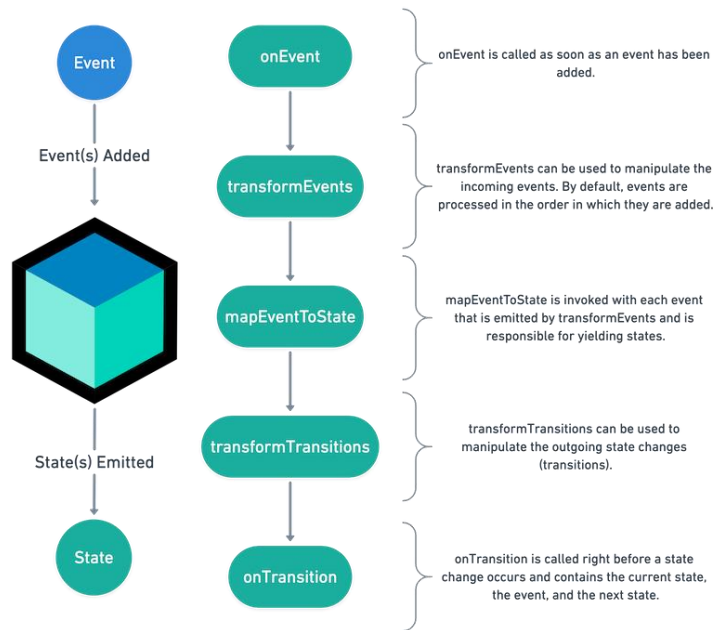 Event
Event(s) Added
State(s) Emitted
State
onEvent
onEvent is called as soon as an event has been
added.
transformEvents
transformEvents can be used to manipulate the
incoming events. By default, events are
processed in the order in which they are added.
mapEventToState
mapEventToState is invoked with each event
that is emitted by transformEvents and is
responsible for yielding states.
transformTransitions
transformTransitions can be used to
manipulate the outgoing state changes
(transitions).
onTransition
onTransition is called right before a state
change occurs and contains the current state,
the event, and the next state.